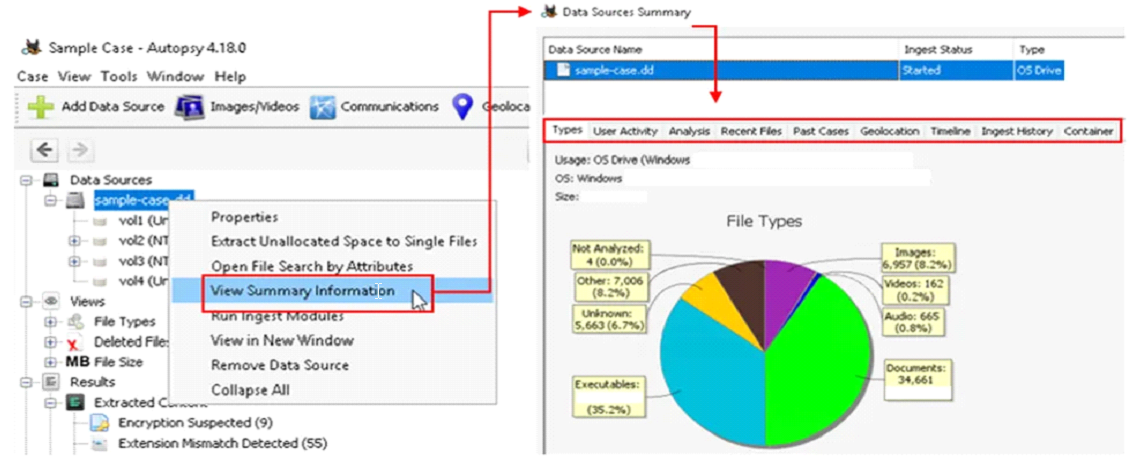 Sample Case - Autopsy 4.18.0
Case View Tools Window Help
Add Data Source Images/Videos Communications Geoloca
Data Sources
sample-case.dd
vol1 (Un
vol2 (NT
vol3 (NT
vol4 (Un
Views
File Types
Deleted File
MB File Size
Results
Extracted Content
Encryption Suspected (9)
Extension Mismatch Detected (55)
Properties
Extract Unallocated Space to Single Files
Open File Search by Attributes
View Summary Information
Run Ingest Modules
View in New Window
Remove Data Source
Collapse All
Data Sources Summary
Data Source Name Ingest Status Type
sample-case.dd Started OS Drive
Types User Activity Analysis Recent Files Past Cases Geolocation Timeline Ingest History Container
Usage: OS Drive (Windows
OS: Windows
Size:
File Types
Not Analyzed:
4 (0.0%)
Other: 7,006
(8.2%)
Unknown:
5,663 (6.7%)
Executables:
(35.2%)
Images:
6,957 (8.2%)
Videos: 162
(0.2%)
Audio: 665
(0.8%)
Documents:
34,661